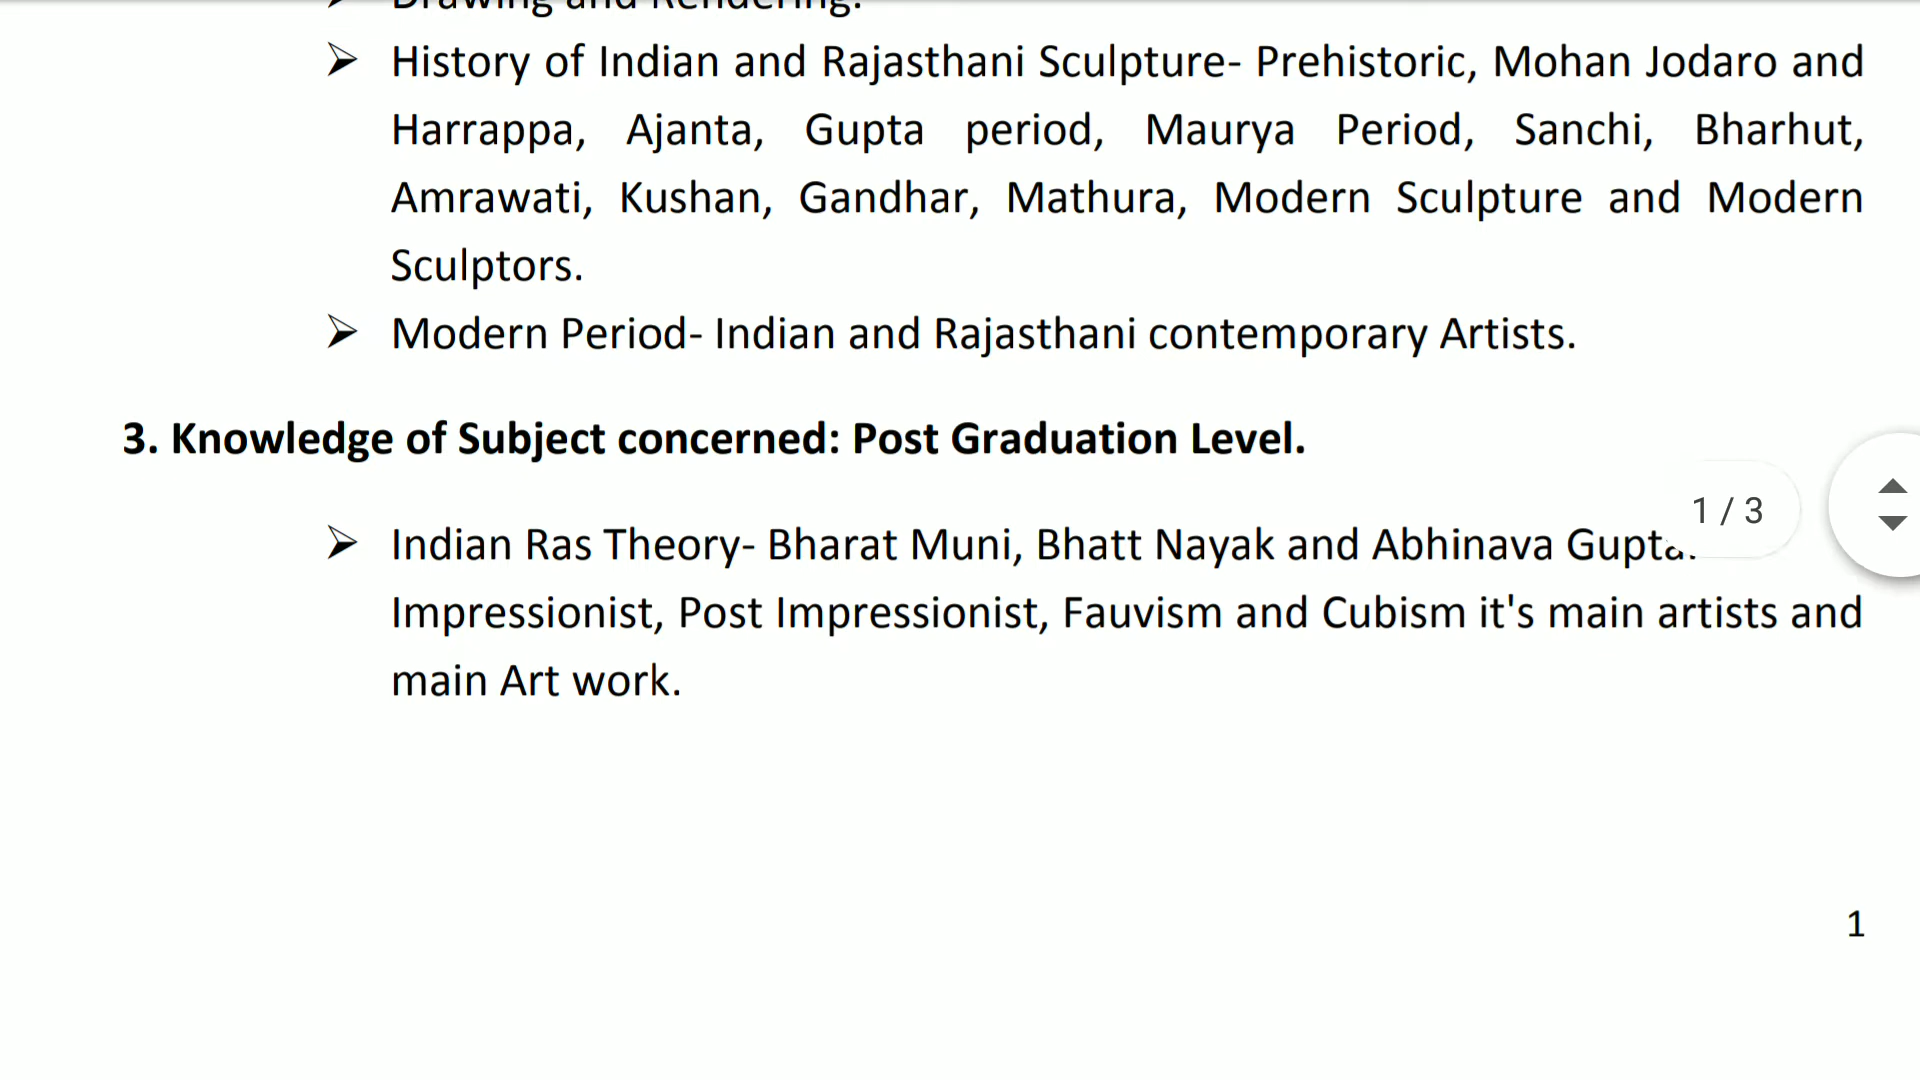 Drawing and Rendering.
➢ History of Indian and Rajasthani Sculpture- Prehistoric, Mohan Jodaro and
Harrappa, Ajanta, Gupta period, Maurya Period, Sanchi, Bharhut,
Amrawati, Kushan, Gandhar, Mathura, Modern Sculpture and Modern
Sculptors.
➢ Modern Period- Indian and Rajasthani contemporary Artists.
3. Knowledge of Subject concerned: Post Graduation Level.
1 / 3
➢ Indian Ras Theory- Bharat Muni, Bhatt Nayak and Abhinava Gupta.
Impressionist, Post Impressionist, Fauvism and Cubism it's main artists and
main Art work.
1